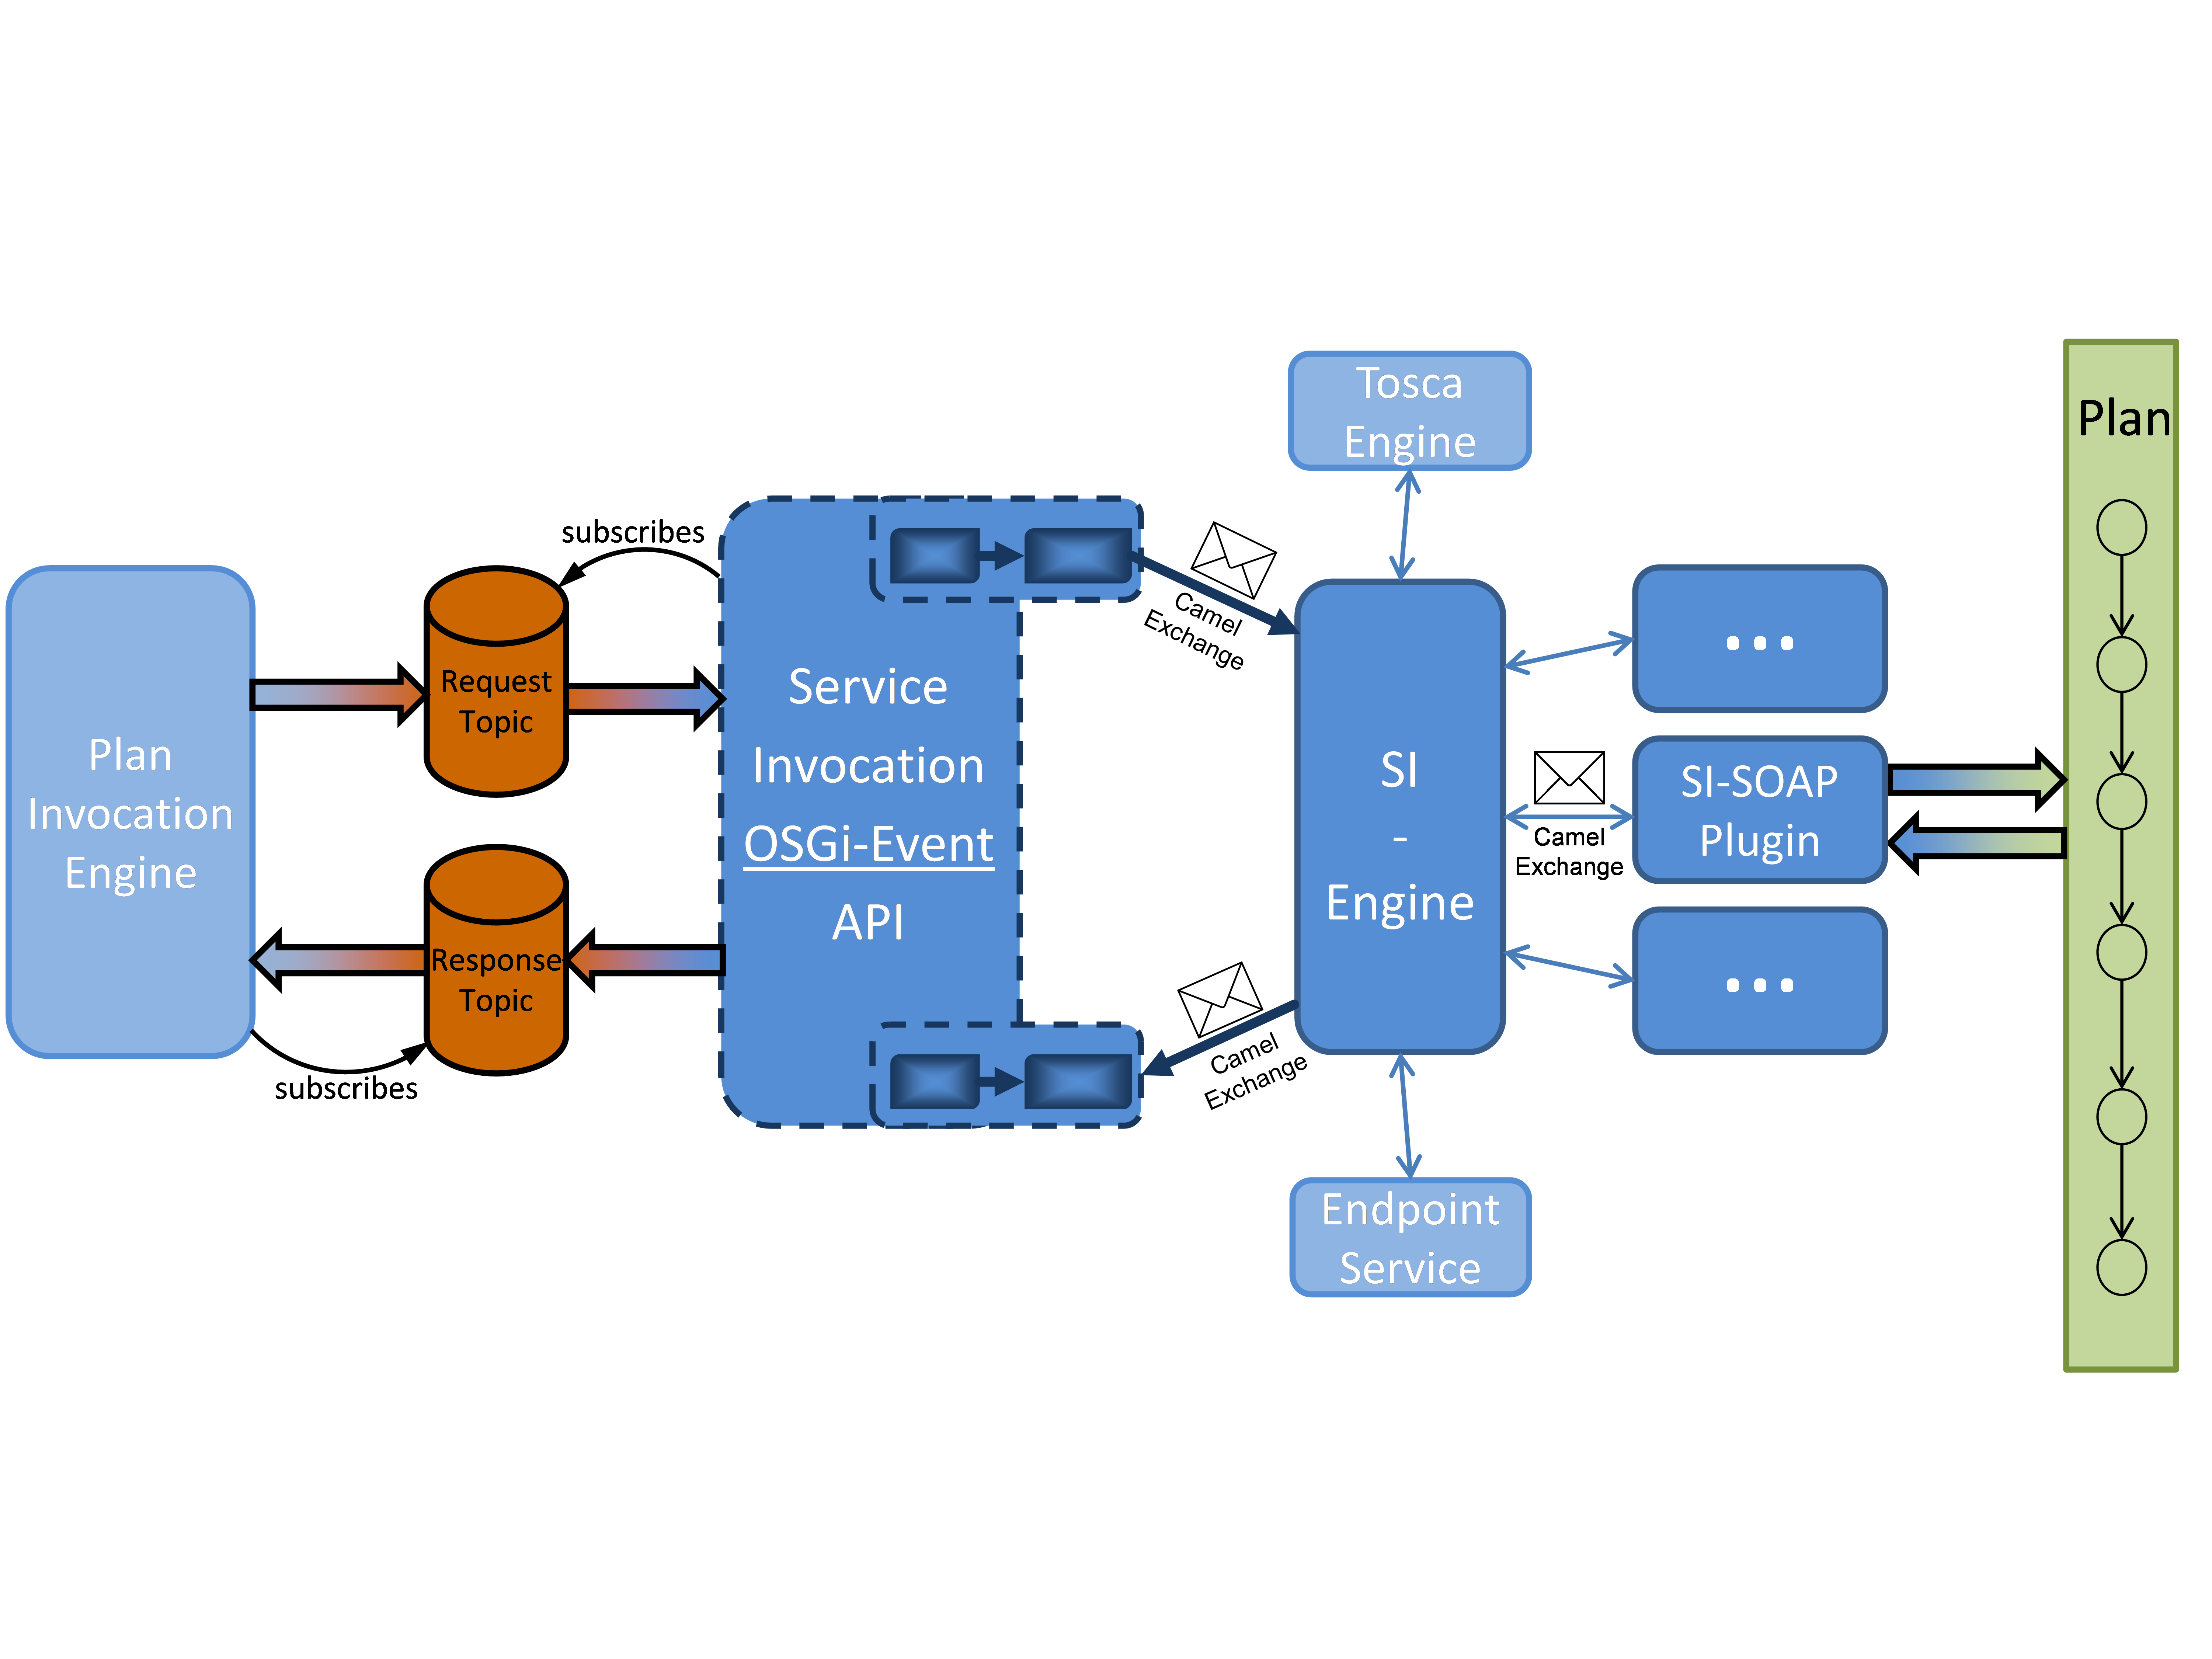 Plan
Invocation
Engine
subscribes
Request
Topic
Response
Topic
subscribes
Service
Invocation
OSGi-Event
API
Camel
Exchange
Camel
Exchange
Tosca
Engine
SI
-
Engine
Endpoint
Service
Camel
Exchange
...
SI-SOAP
Plugin
...
Plan